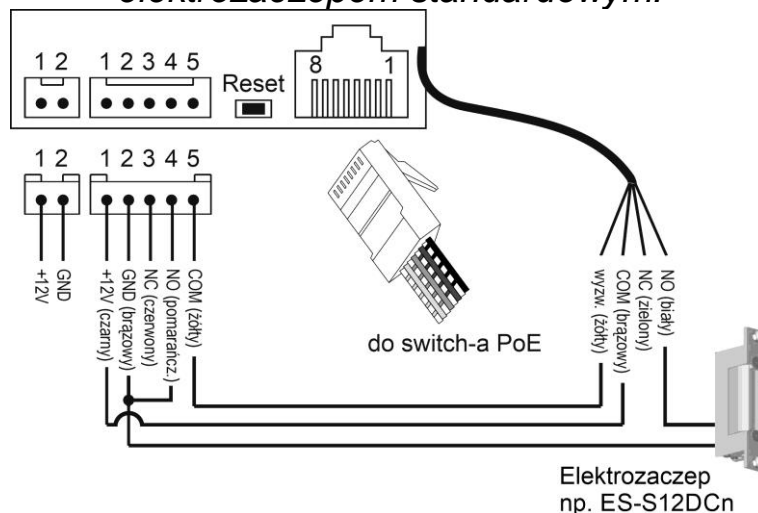 elektrozaczepem standardowym.
1 2 1 2 3 4 5
Reset
8 1
1 2 1 2 3 4 5
+12V
GND
+12V (czarny)
GND (brązowy)
NC (czerwony)
NO (pomarańcz.)
COM (żółty)
do switch-a PoE
wyzw. (żółty)
COM (brązowy)
NC (zielony)
NO (biały)
Elektrozaczep
np. ES-S12DCn